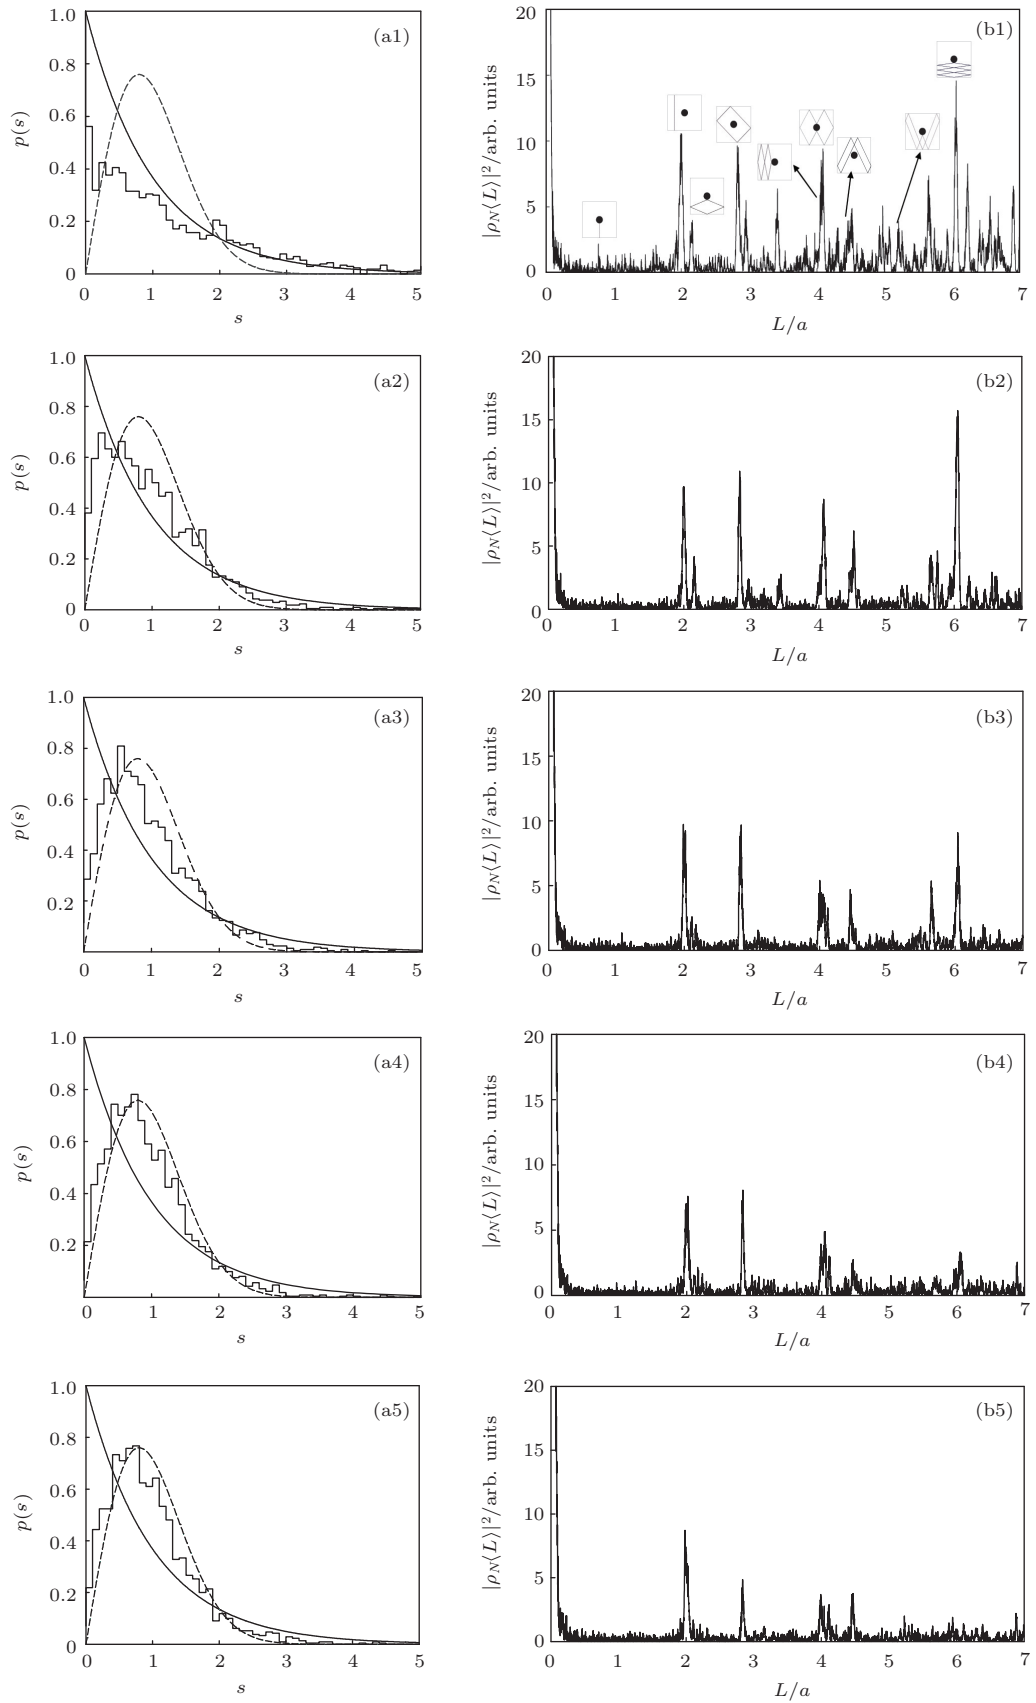 1.0
0.8
0.6
0.4
0.2
0
p(s)
(a1)
0 1 2 3 4 5
s
20
15
10
5
0
|ρN⟨L⟩|²/arb. units
(b1)
0 1 2 3 4 5 6 7
L/a
1.0
0.8
0.6
0.4
0.2
0
p(s)
(a2)
0 1 2 3 4 5
s
20
15
10
5
0
|ρN⟨L⟩|²/arb. units
(b2)
0 1 2 3 4 5 6 7
L/a
1.0
0.8
0.6
0.4
0.2
p(s)
(a3)
0 1 2 3 4 5
s
20
15
10
5
0
|ρN⟨L⟩|²/arb. units
(b3)
0 1 2 3 4 5 6 7
L/a
1.0
0.8
0.6
0.4
0.2
p(s)
(a4)
0 1 2 3 4 5
s
20
15
10
5
0
|ρN⟨L⟩|²/arb. units
(b4)
0 1 2 3 4 5 6 7
L/a
1.0
0.8
0.6
0.4
0.2
0
p(s)
(a5)
0 1 2 3 4 5
s
20
15
10
5
0
|ρN⟨L⟩|²/arb. units
(b5)
0 1 2 3 4 5 6 7
L/a